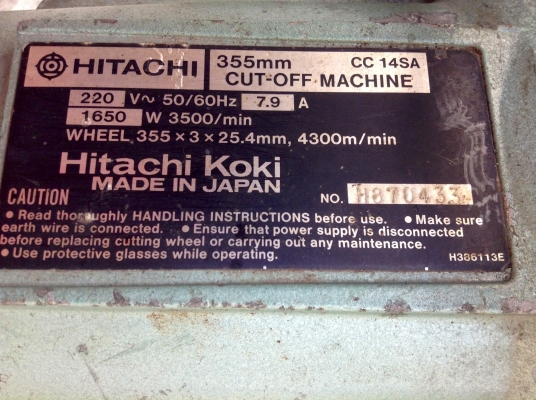 HITACHI 355mm CC 14SA
CUT-OFF MACHINE
220 V~ 50/60Hz 7.9 A
1650 W 3500/min
WHEEL 355×3×25.4mm, 4300m/min
Hitachi Koki
MADE IN JAPAN
NO. H870433
CAUTION
• Read thoroughly HANDLING INSTRUCTIONS before use. • Make sure
earth wire is connected. • Ensure that power supply is disconnected
before replacing cutting wheel or carrying out any maintenance.
• Use protective glasses while operating. H386113E